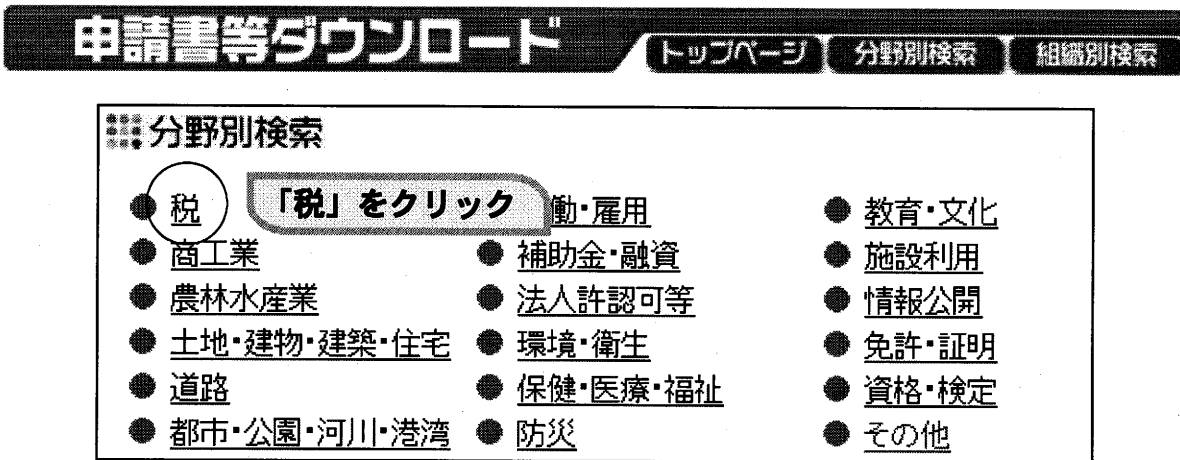 申請書等ダウンロード
トップページ 分野別検索 組織別検索
分野別検索
税 「税」をクリック 働・雇用 教育・文化
商工業 補助金・融資 施設利用
農林水産業 法人許認可等 情報公開
土地・建物・建築・住宅 環境・衛生 免許・証明
道路 保健・医療・福祉 資格・検定
都市・公園・河川・港湾 防災 その他